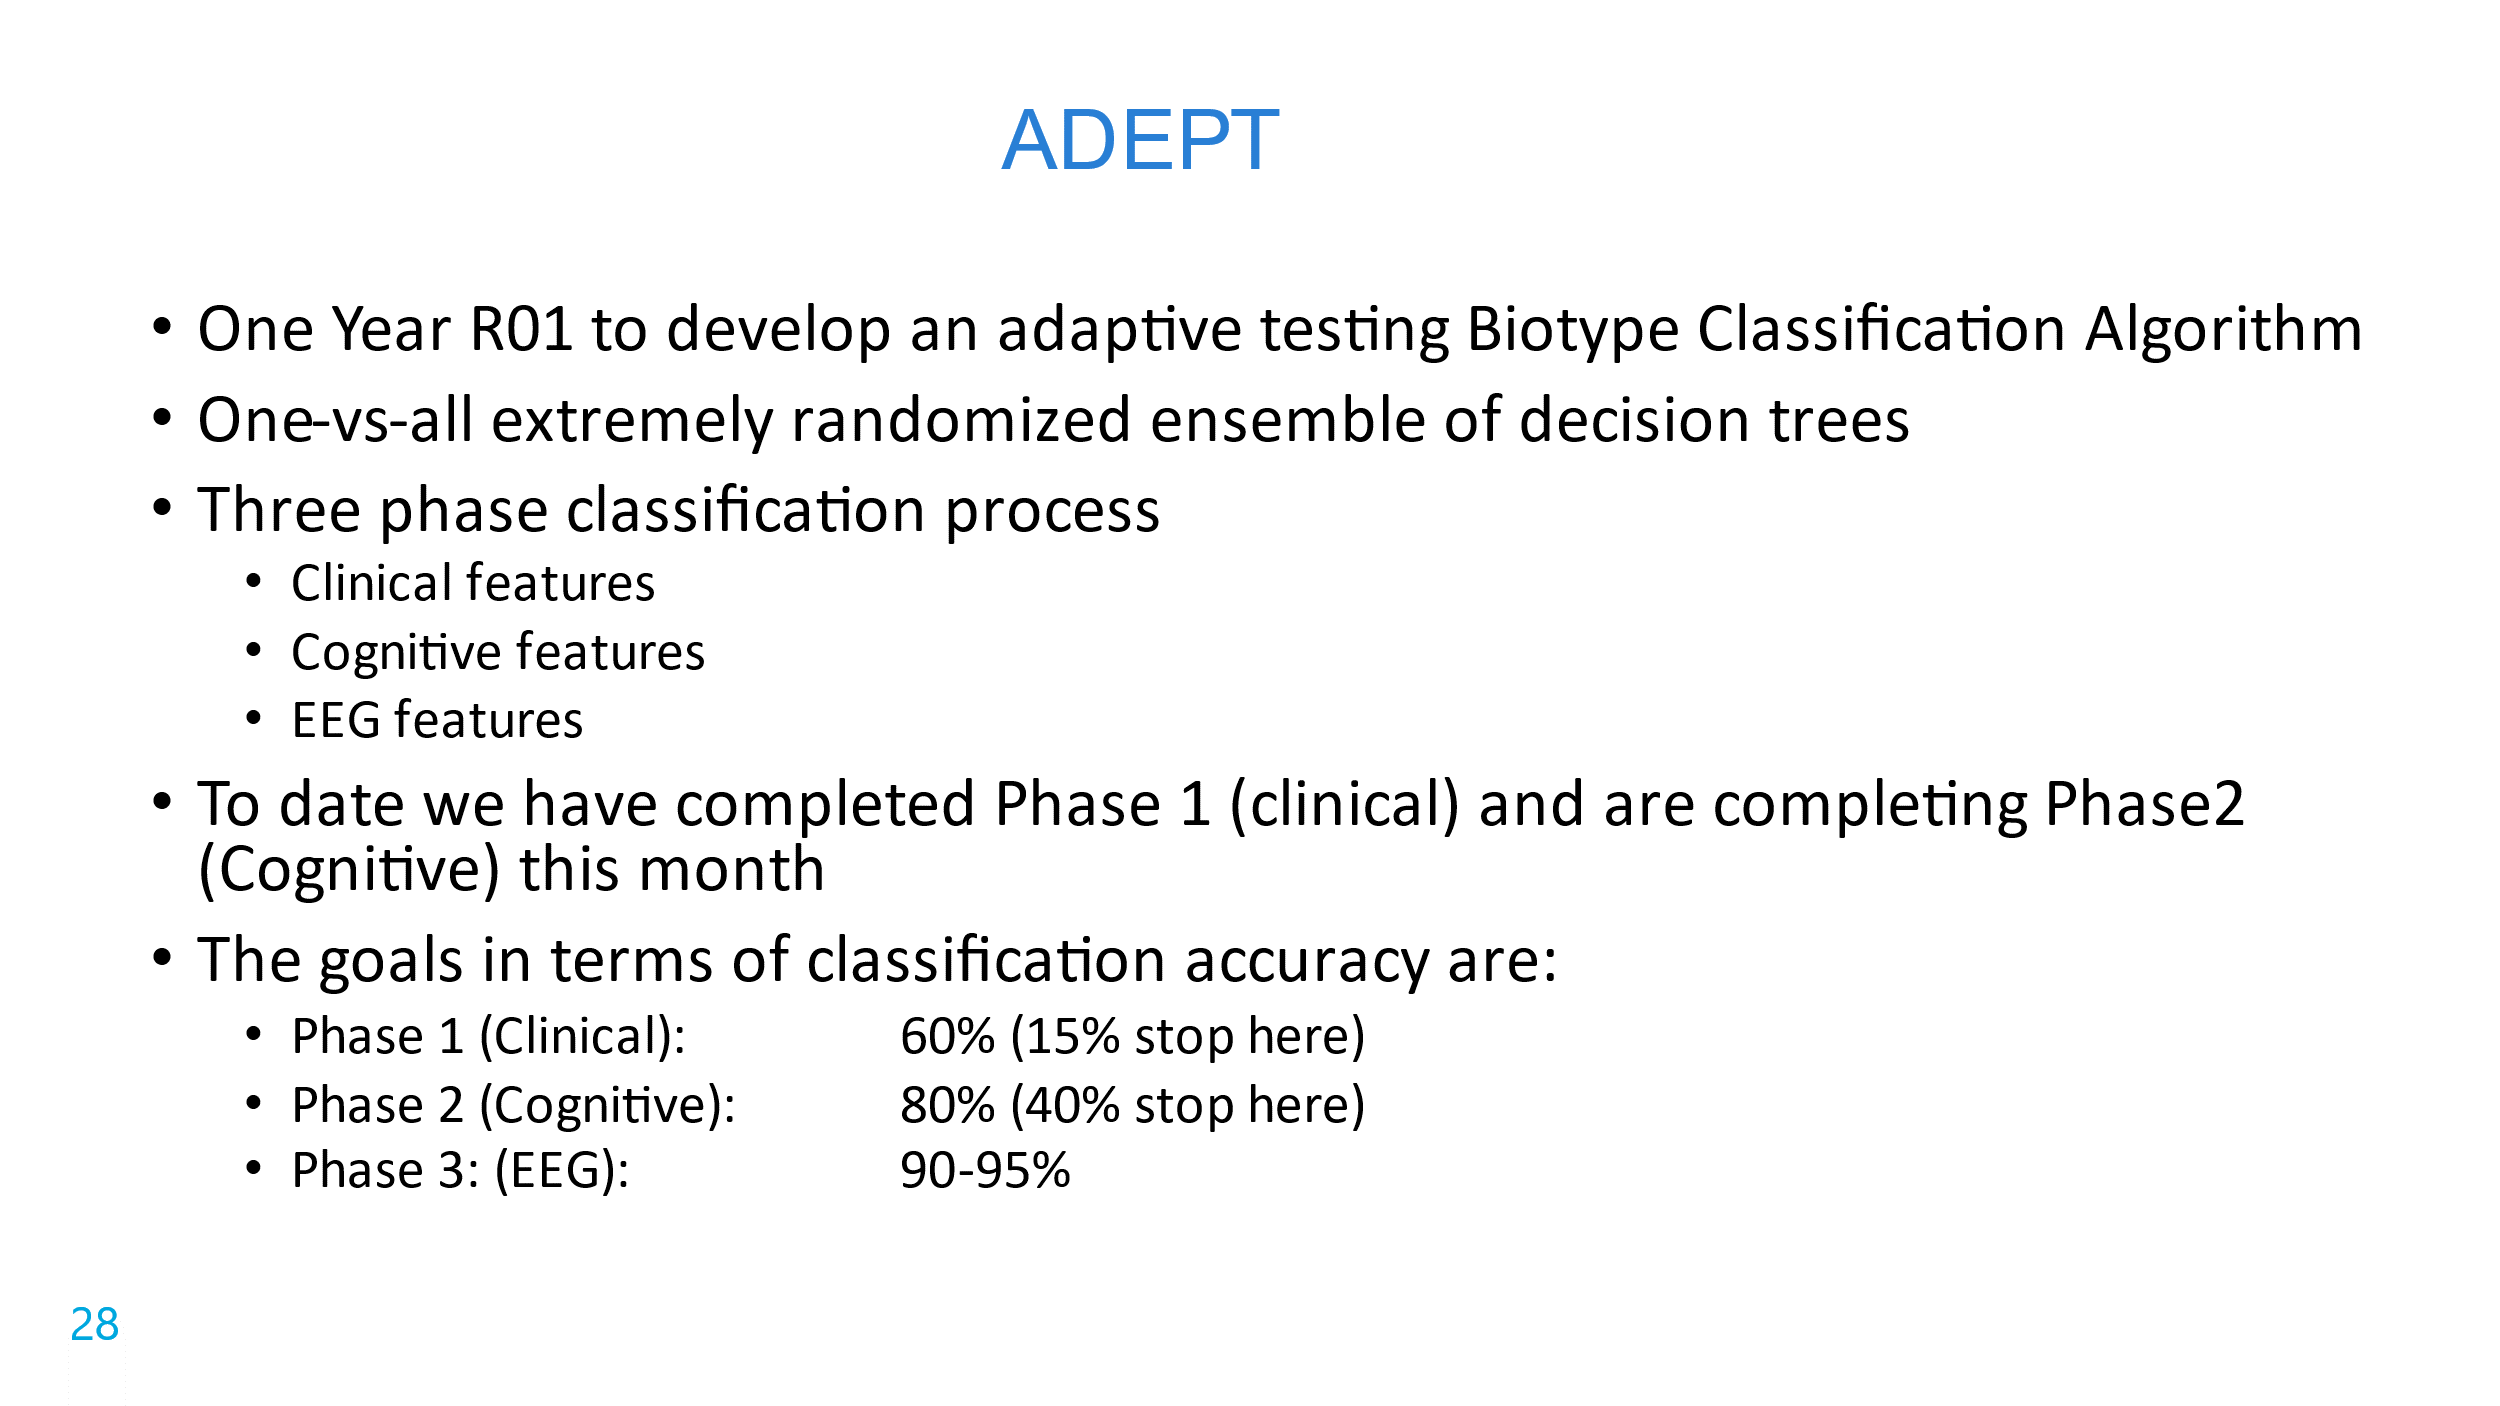 ADEPT
• One Year R01 to develop an adaptive testing Biotype Classification Algorithm
• One-vs-all extremely randomized ensemble of decision trees
• Three phase classification process
• Clinical features
• Cognitive features
• EEG features
• To date we have completed Phase 1 (clinical) and are completing Phase2
(Cognitive) this month
• The goals in terms of classification accuracy are:
• Phase 1 (Clinical): 60% (15% stop here)
• Phase 2 (Cognitive): 80% (40% stop here)
• Phase 3: (EEG): 90-95%
28